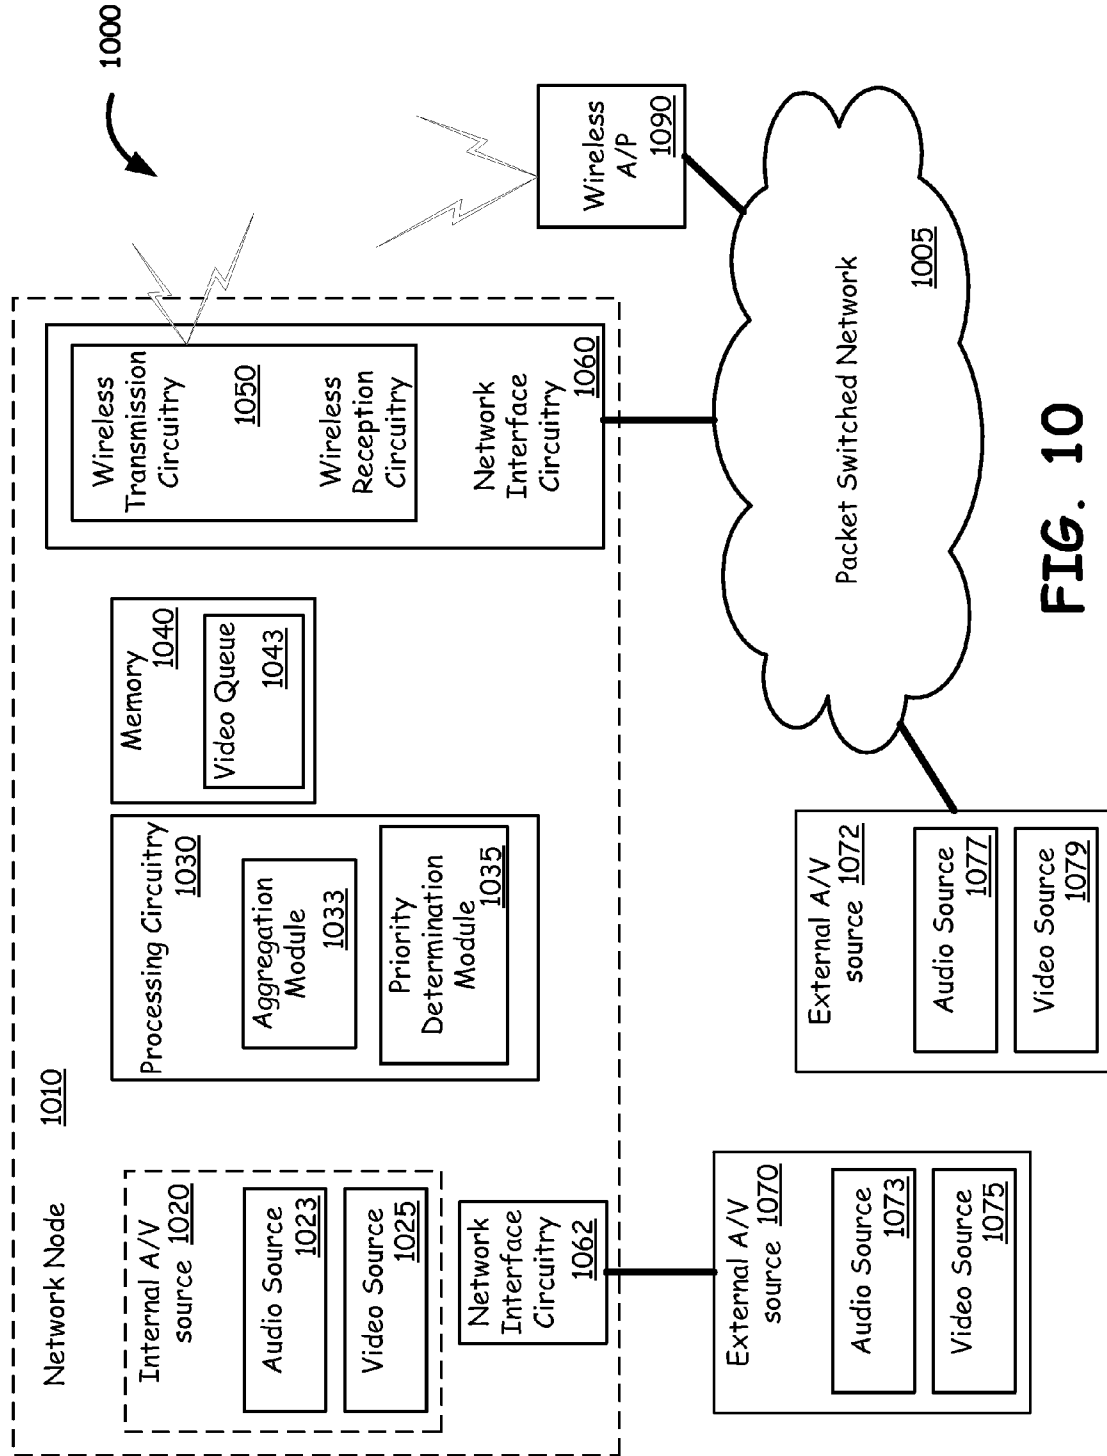 1000
Network Node
1010
Internal A/V
source 1020
Audio Source
1023
Video Source
1025
Network
Interface
Circuitry
1062
Processing Circuitry
1030
Aggregation
Module
1033
Priority
Determination
Module
1035
Memory
1040
Video Queue
1043
Wireless
Transmission
Circuitry
1050
Wireless
Reception
Circuitry
Network
Interface
Circuitry
1060
Wireless
A/P
1090
External A/V
source 1070
Audio Source
1073
Video Source
1075
External A/V
source 1072
Audio Source
1077
Video Source
1079
Packet Switched Network
1005
FIG. 10